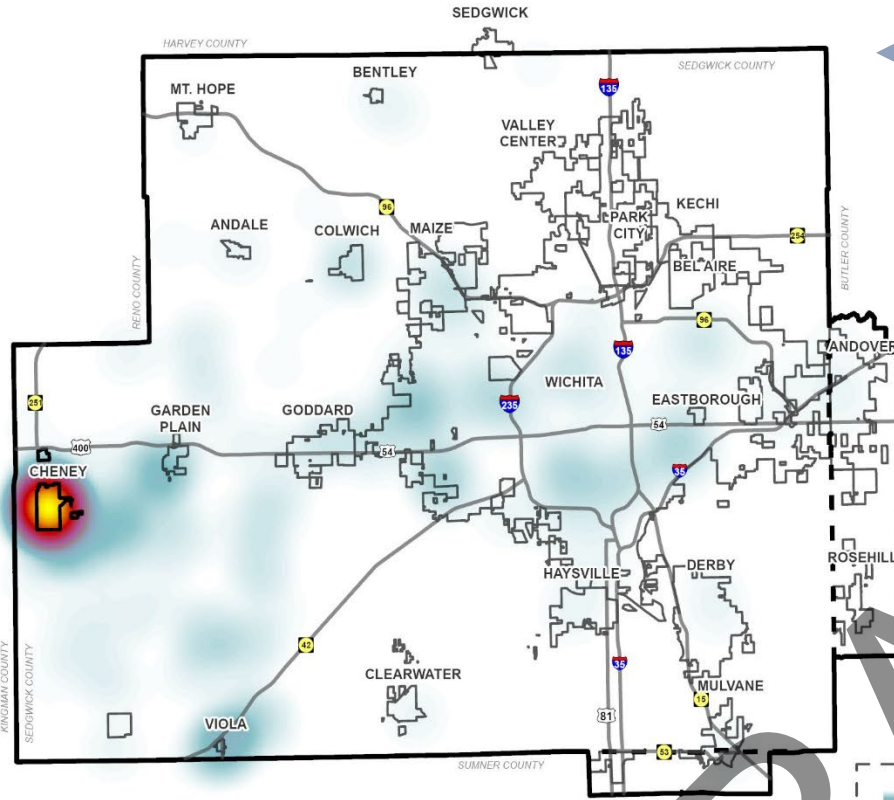 SEDGWICK
HARVEY COUNTY
SEDGWICK COUNTY
BENTLEY
MT. HOPE
135
VALLEY
CENTER
96
KECHI
PARK
CITY
ANDALE
COLWICH
MAIZE
254
BEL AIRE
RENO COUNTY
BUTLER COUNTY
96
135
ANDOVER
WICHITA
251
235
EASTBOROUGH
GARDEN
PLAIN
GODDARD
54
400
54
CHENEY
35
HAYSVILLE
DERBY
ROSEHILL
42
KINGMAN COUNTY
SEDGWICK COUNTY
35
CLEARWATER
MULVANE
15
VIOLA
81
53
SUMNER COUNTY